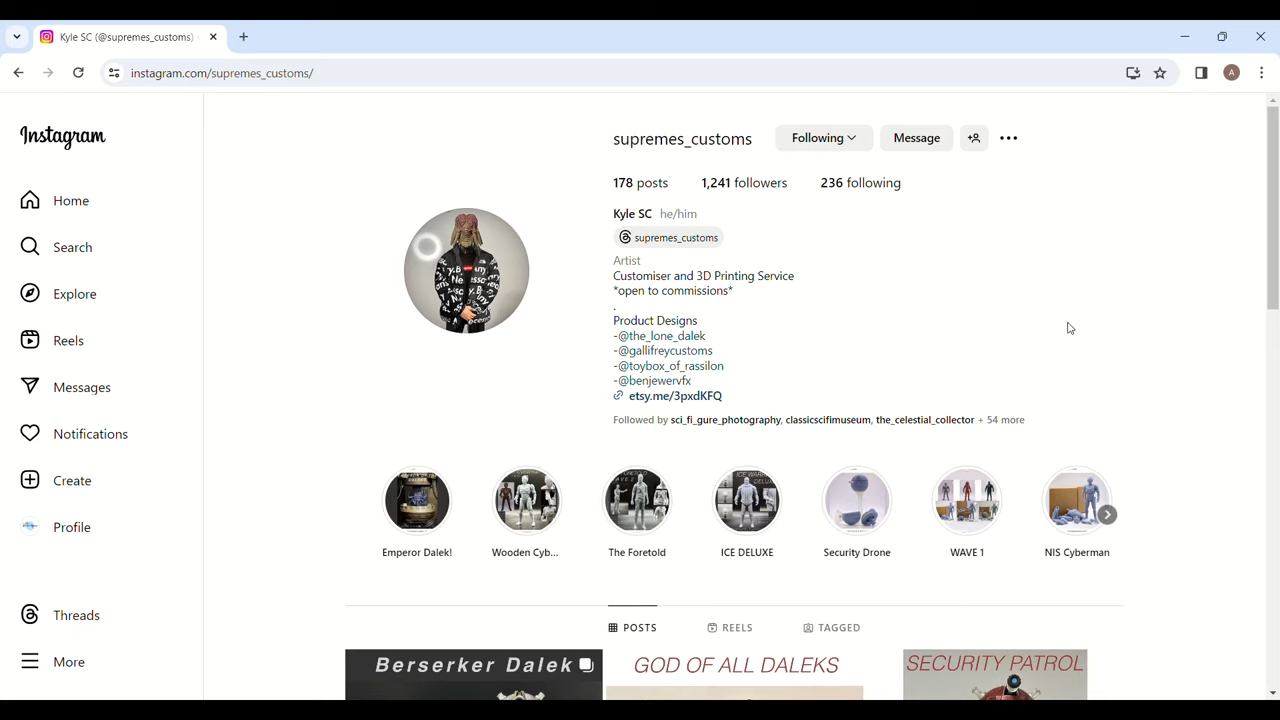 Kyle SC (@supremes_customs)
instagram.com/supremes_customs/
A
Instagram
Home
Search
Explore
Reels
Messages
Notifications
Create
Profile
Threads
More
supremes_customs
Following
Message
178 posts 1,241 followers 236 following
Kyle SC he/him
supremes_customs
Artist
Customiser and 3D Printing Service
*open to commissions*
.
Product Designs
-@the_lone_dalek
-@gallifreycustoms
-@toybox_of_rassilon
-@benjewervfx
etsy.me/3pxdKFQ
Followed by sci_fi_gure_photography, classicscifimuseum, the_celestial_collector + 54 more
Emperor Dalek! Wooden Cyb... The Foretold ICE DELUXE Security Drone WAVE 1 NIS Cyberman
POSTS REELS TAGGED
Berserker Dalek GOD OF ALL DALEKS SECURITY PATROL